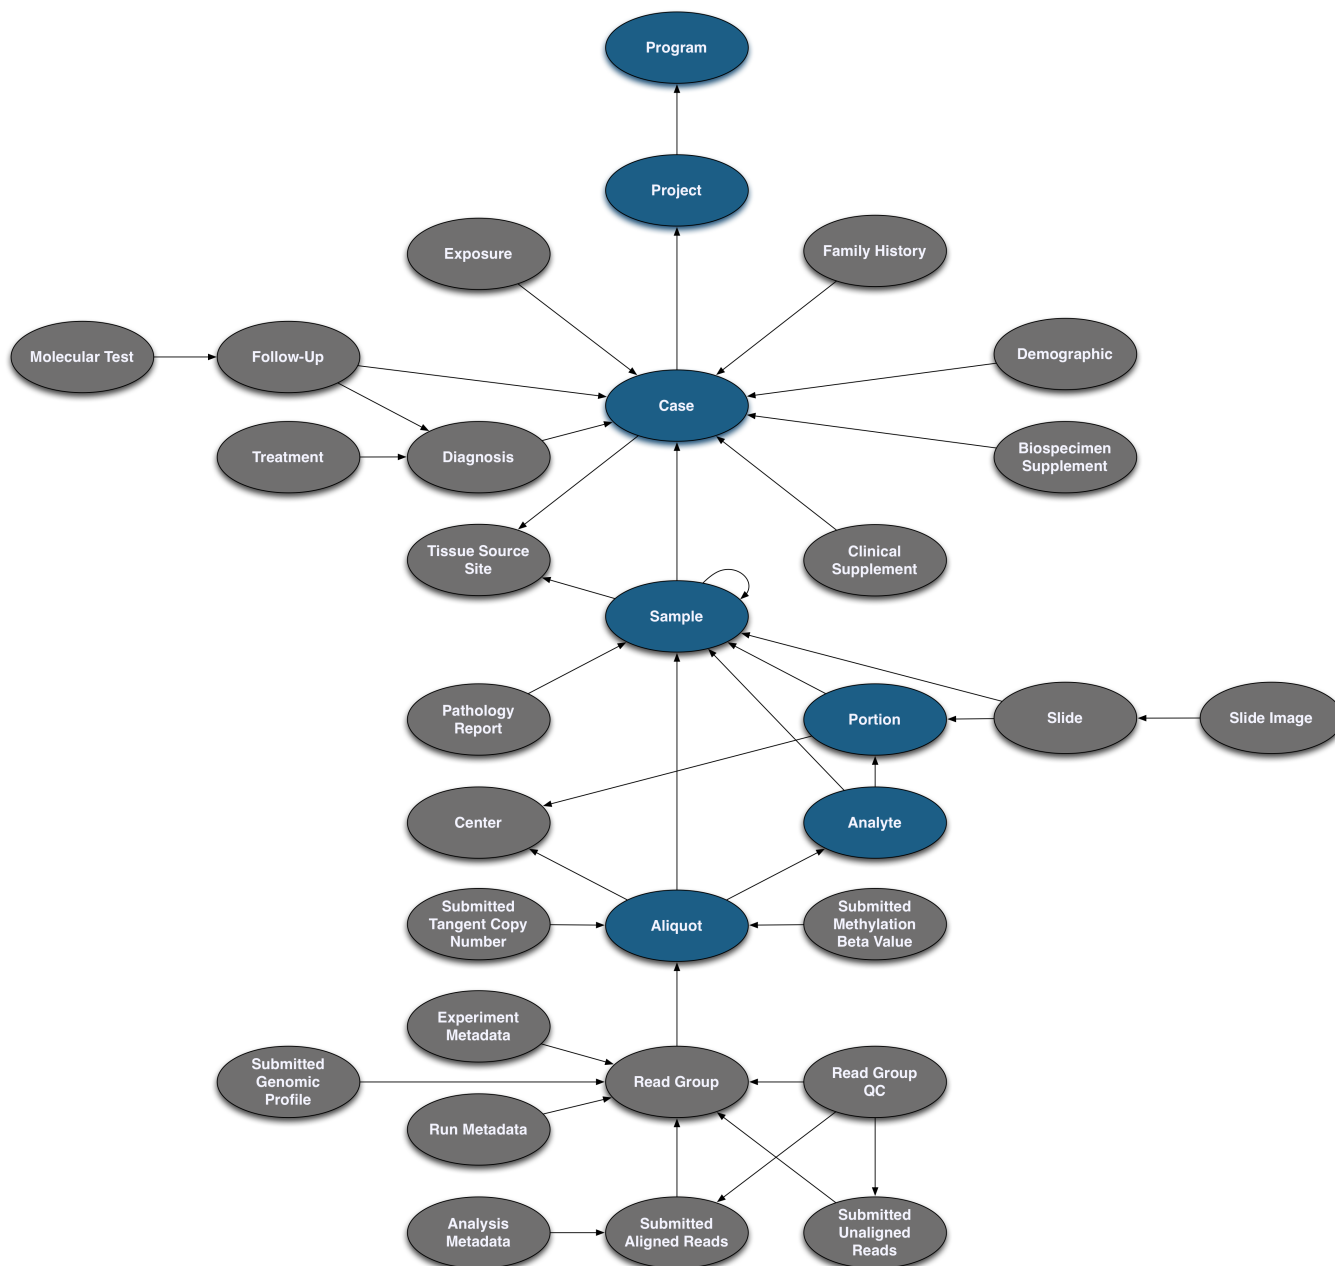 Program
Project
Exposure
Family History
Molecular Test
Follow-Up
Demographic
Case
Treatment
Diagnosis
Biospecimen
Supplement
Tissue Source
Site
Clinical
Supplement
Sample
Pathology
Report
Portion
Slide
Slide Image
Center
Analyte
Submitted
Tangent Copy
Number
Aliquot
Submitted
Methylation
Beta Value
Experiment
Metadata
Submitted
Genomic
Profile
Read Group
Read Group
QC
Run Metadata
Analysis
Metadata
Submitted
Aligned Reads
Submitted
Unaligned
Reads